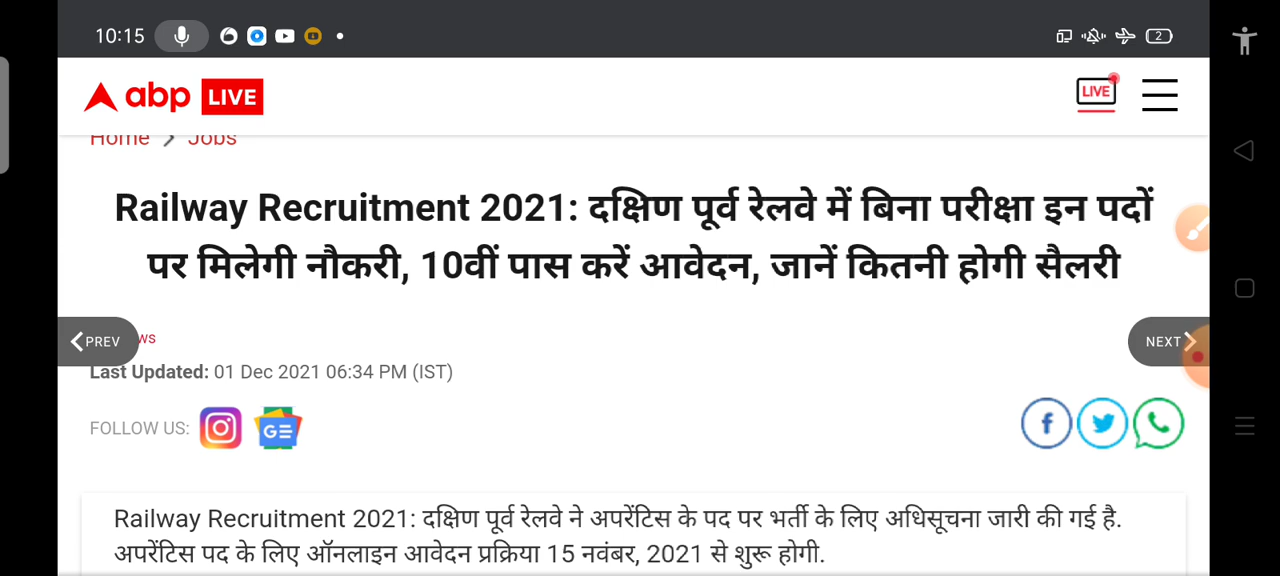 10:15
2
abp LIVE
LIVE
Home > Jobs
Railway Recruitment 2021: दक्षिण पूर्व रेलवे में बिना परीक्षा इन पदों
पर मिलेगी नौकरी, 10वीं पास करें आवेदन, जानें कितनी होगी सैलरी
PREV
NEXT
Last Updated: 01 Dec 2021 06:34 PM (IST)
FOLLOW US:
GE
Railway Recruitment 2021: दक्षिण पूर्व रेलवे ने अपरेंटिस के पद पर भर्ती के लिए अधिसूचना जारी की गई है.
अपरेंटिस पद के लिए ऑनलाइन आवेदन प्रक्रिया 15 नवंबर, 2021 से शुरू होगी.